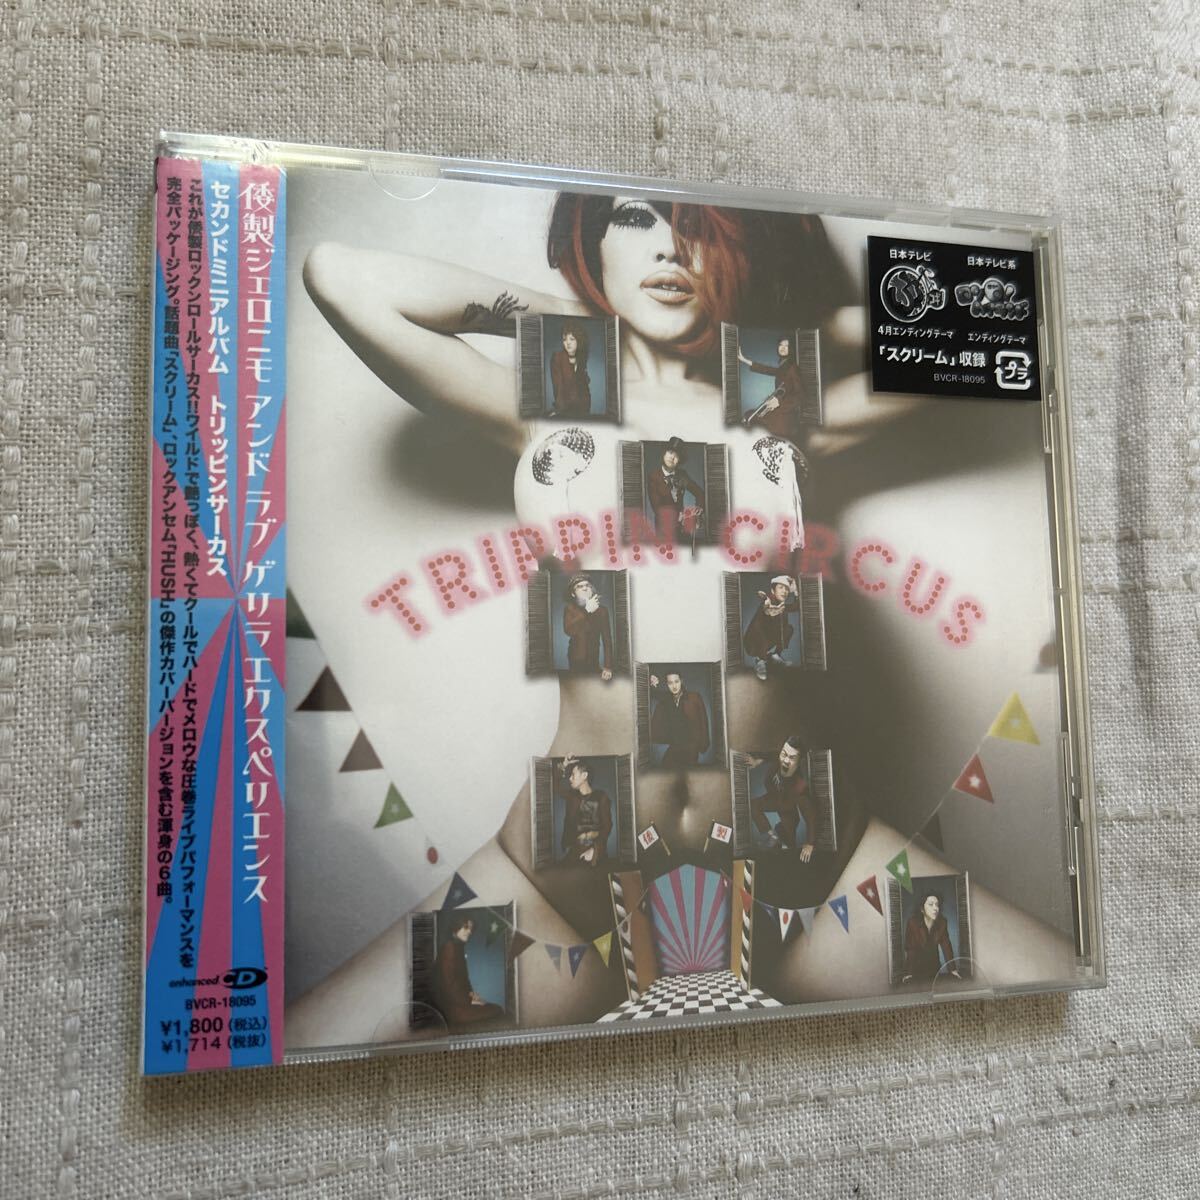 倭製ジェロニモ アンド ラブ ゲリラ エクスペリエンス
セカンドミニアルバム トリッピンサーカス
これが倭製ロックンロールサーカス!!ワイルドで艶っぽく、熱くてクールでハードでメロウな圧巻ライブパフォーマンスを
完全パッケージング。話題曲「スクリーム」、ロックアンセム「HUSH」の傑作カバーバージョンを含む渾身の6曲。
enhanced CD
BVCR-18095
¥1,800(税込)
¥1,714(税抜)
TRIPPIN' CIRCUS
倭 製
日本テレビ
4月エンディングテーマ
日本テレビ系
エンディングテーマ
「スクリーム」収録
BVCR-18095
プラ